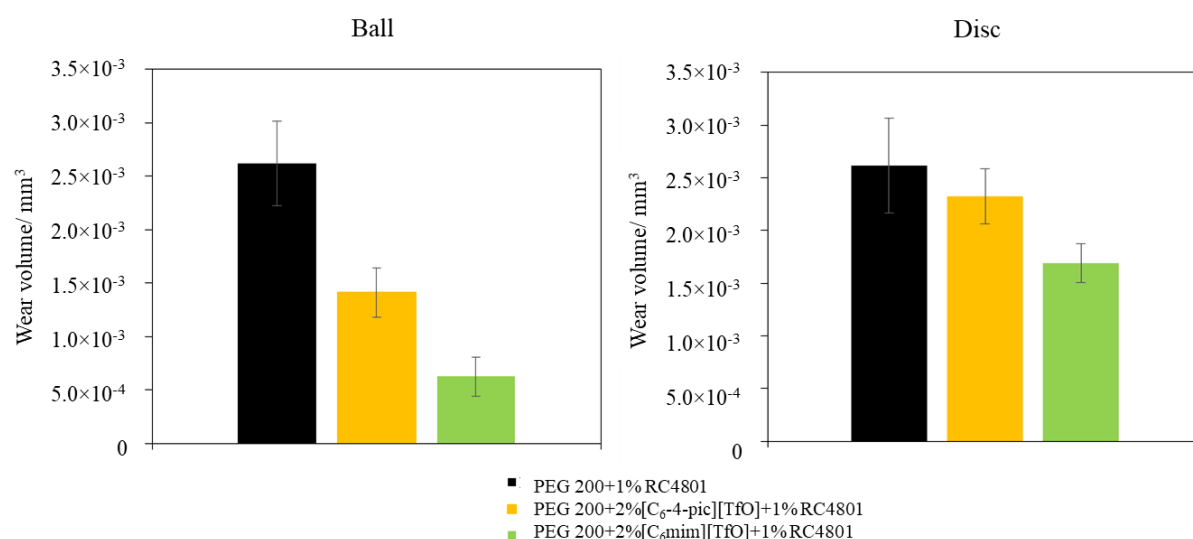 Ball
Wear volume/ mm³
3.5×10⁻³
3.0×10⁻³
2.5×10⁻³
2.0×10⁻³
1.5×10⁻³
1.0×10⁻³
5.0×10⁻⁴
0
Disc
Wear volume/ mm³
3.5×10⁻³
3.0×10⁻³
2.5×10⁻³
2.0×10⁻³
1.5×10⁻³
1.0×10⁻³
5.0×10⁻⁴
0
PEG 200+1% RC4801
PEG 200+2%[C₆-4-pic][TfO]+1% RC4801
PEG 200+2%[C₆mim][TfO]+1% RC4801